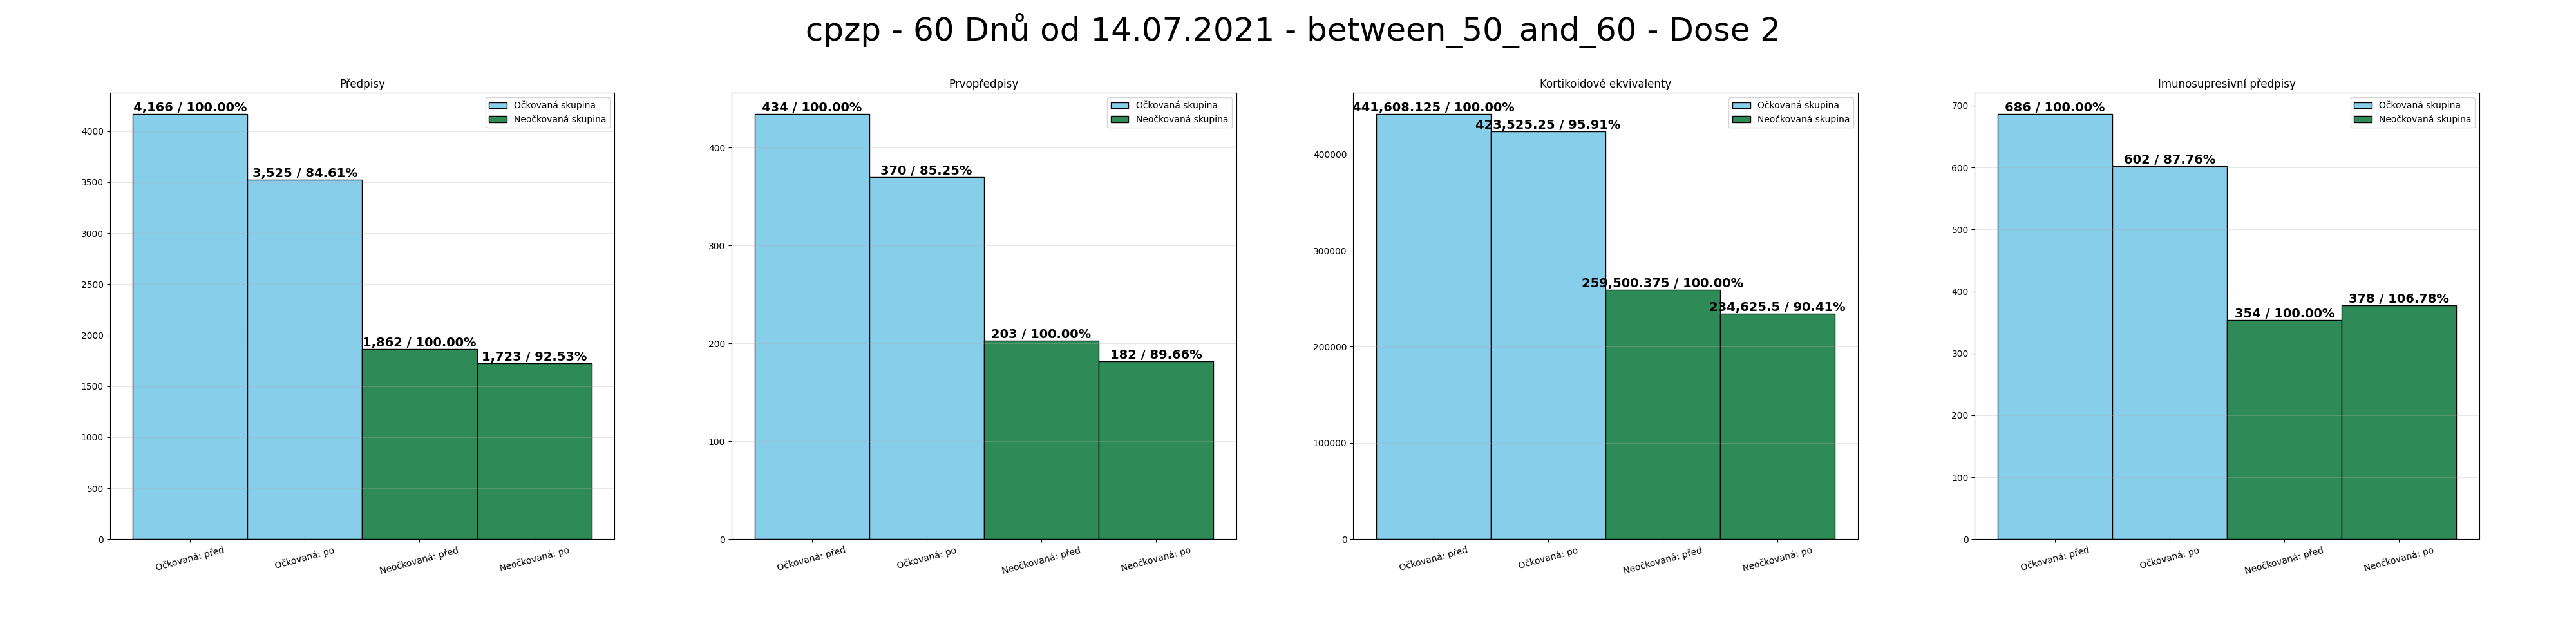 cpzp - 60 Dnů od 14.07.2021 - between_50_and_60 - Dose 2
Předpisy
4,166 / 100.00%
3,525 / 84.61%
1,862 / 100.00%
1,723 / 92.53%
Očkovaná skupina
Neočkovaná skupina
4000
3500
3000
2500
2000
1500
1000
500
0
Očkovaná: před
Očkovaná: po
Neočkovaná: před
Neočkovaná: po
Prvopředpisy
434 / 100.00%
370 / 85.25%
203 / 100.00%
182 / 89.66%
Očkovaná skupina
Neočkovaná skupina
400
300
200
100
0
Očkovaná: před
Očkovaná: po
Neočkovaná: před
Neočkovaná: po
Kortikoidové ekvivalenty
441,608.125 / 100.00%
423,525.25 / 95.91%
259,500.375 / 100.00%
234,625.5 / 90.41%
Očkovaná skupina
Neočkovaná skupina
400000
300000
200000
100000
0
Očkovaná: před
Očkovaná: po
Neočkovaná: před
Neočkovaná: po
Imunosupresivní předpisy
686 / 100.00%
602 / 87.76%
354 / 100.00%
378 / 106.78%
Očkovaná skupina
Neočkovaná skupina
700
600
500
400
300
200
100
0
Očkovaná: před
Očkovaná: po
Neočkovaná: před
Neočkovaná: po